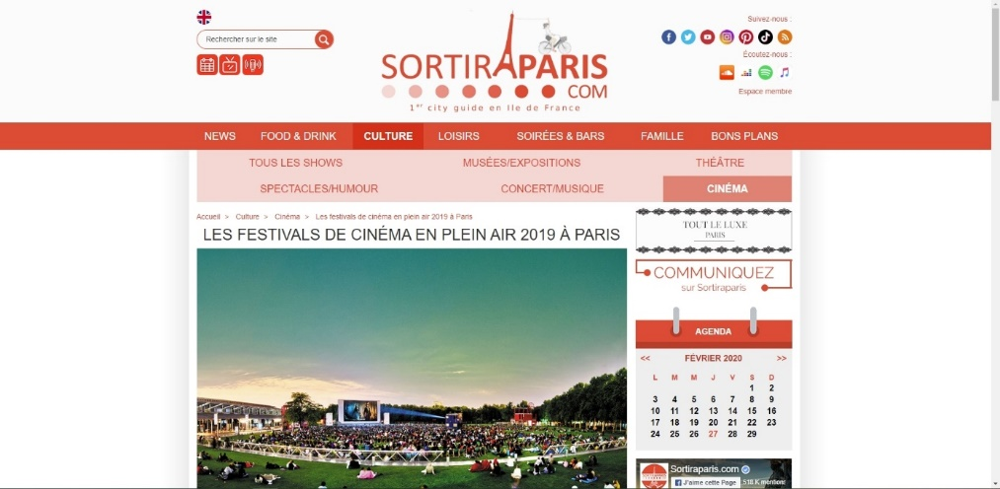 Suivez-nous :
Rechercher sur le site
Écoutez-nous :
Espace membre
SORTIRAPARIS
COM
1er city guide en Ile de France
NEWS FOOD & DRINK CULTURE LOISIRS SOIRÉES & BARS FAMILLE BONS PLANS
TOUS LES SHOWS MUSÉES/EXPOSITIONS THÉÂTRE
SPECTACLES/HUMOUR CONCERT/MUSIQUE CINÉMA
Accueil > Culture > Cinéma > Les festivals de cinéma en plein air 2019 à Paris
LES FESTIVALS DE CINÉMA EN PLEIN AIR 2019 À PARIS
TOUT LE LUXE
PARIS
COMMUNIQUEZ
sur Sortiraparis
AGENDA
<< FÉVRIER 2020 >>
L M M J V S D
1 2
3 4 5 6 7 8 9
10 11 12 13 14 15 16
17 18 19 20 21 22 23
24 25 26 27 28 29
Sortiraparis.com
J'aime cette Page 518 K mentions